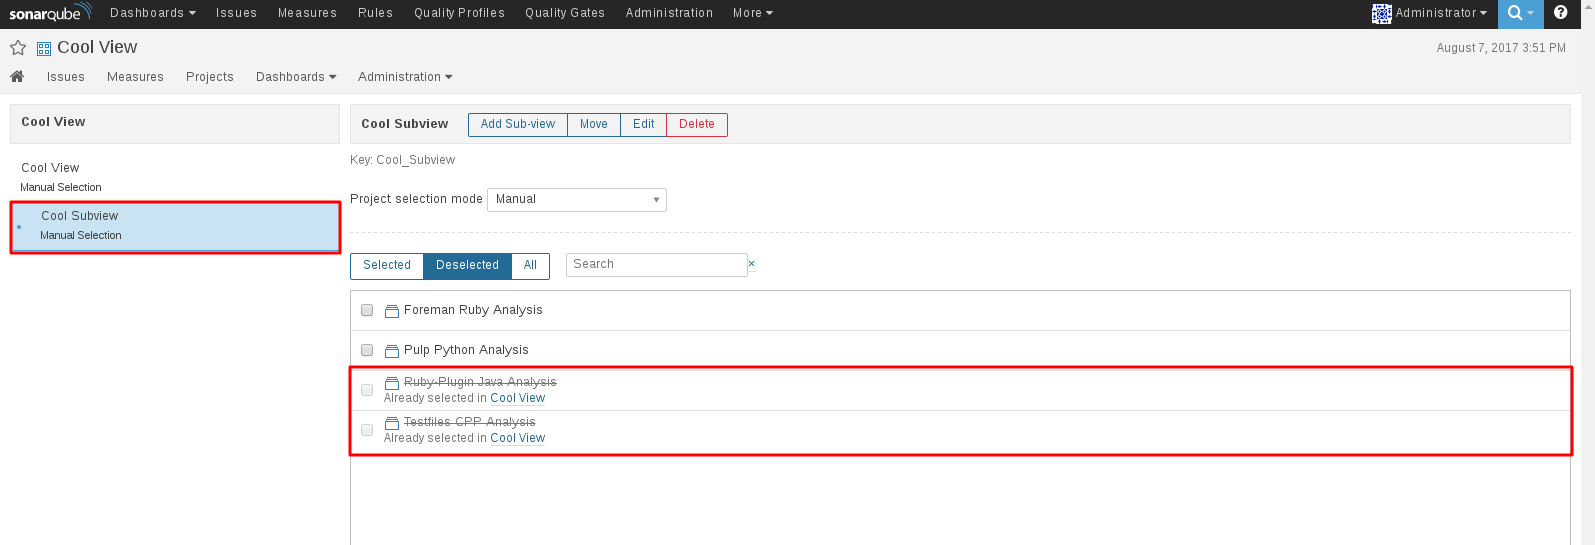 sonarqube Dashboards Issues Measures Rules Quality Profiles Quality Gates Administration More Administrator ?
Cool View August 7, 2017 3:51 PM
Issues Measures Projects Dashboards Administration
Cool View
Cool Subview Add Sub-view Move Edit Delete
Key: Cool_Subview
Cool View
Manual Selection
Project selection mode Manual
Cool Subview
Manual Selection
Selected Deselected All Search ×
Foreman Ruby Analysis
Pulp Python Analysis
Ruby-Plugin Java Analysis
Already selected in Cool View
Testfiles CPP Analysis
Already selected in Cool View